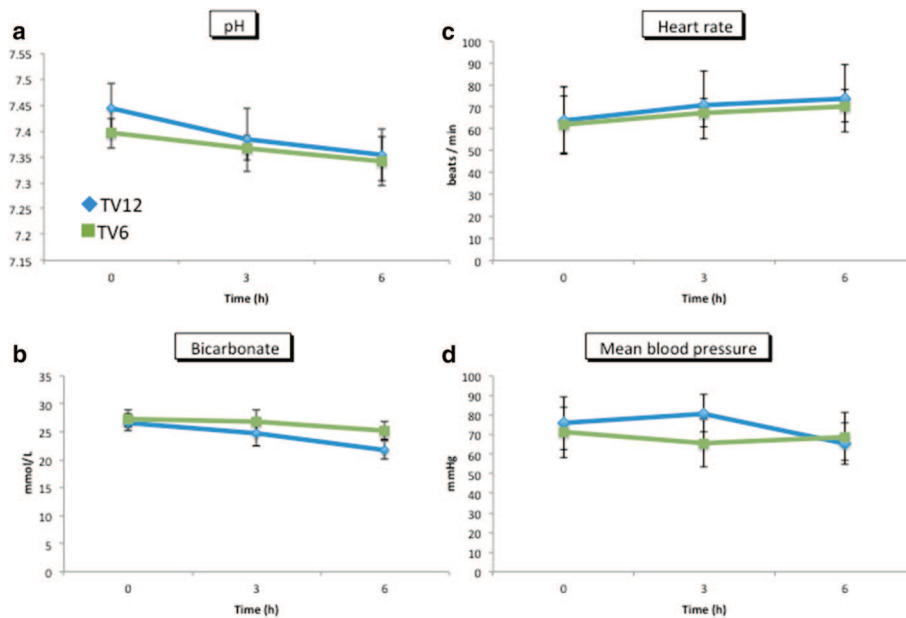 a
pH
7.55
7.5
7.45
7.4
7.35
7.3
7.25
7.2
7.15
TV12
TV6
0 3 6
Time (h)
c
Heart rate
beats / min
100
90
80
70
60
50
40
30
20
10
0
0 3 6
Time (h)
b
Bicarbonate
mmol/L
35
30
25
20
15
10
5
0
0 3 6
Time (h)
d
Mean blood pressure
mmHg
100
90
80
70
60
50
40
30
20
10
0
0 3 6
Time (h)